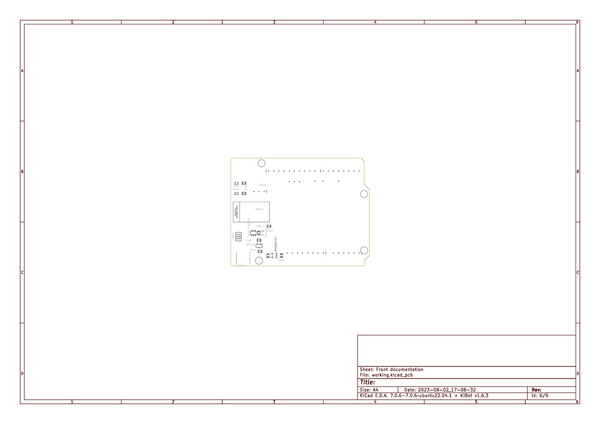 1 2 3 4 5 6
A A
B B
C C
D D
Sheet: Front documentation
File: working.kicad_pcb
Title:
Size: A4 Date: 2023-08-02_17-08-32 Rev:
KiCad E.D.A. 7.0.6-7.0.6~ubuntu22.04.1 + KiBot v1.6.3 Id: 6/6
1 2 3 4 5 6